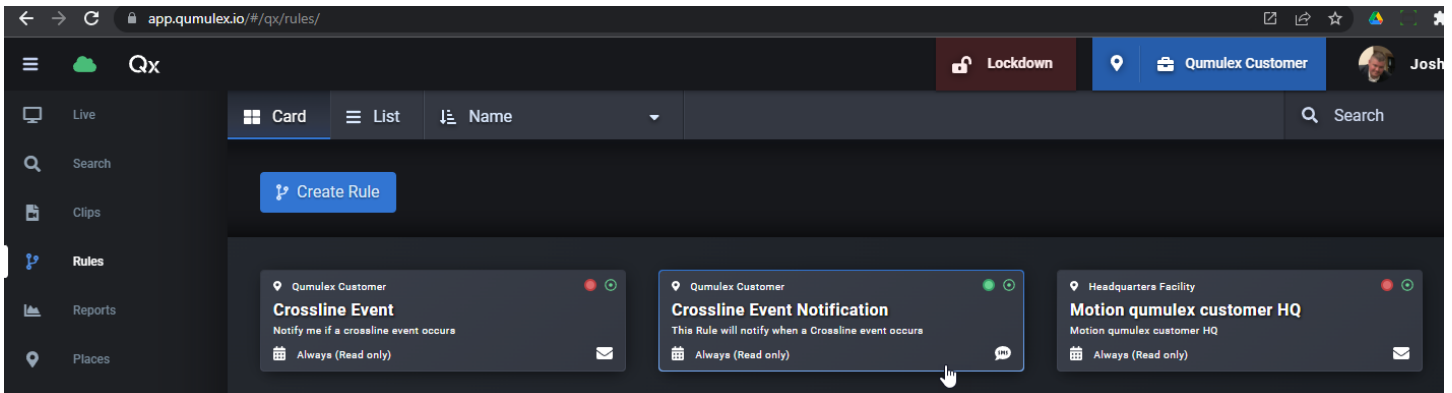 app.qumulex.io/#/qx/rules/
Qx
Lockdown
Qumulex Customer
Josh
Live
Search
Clips
Rules
Reports
Places
Card
List
Name
Search
Create Rule
Qumulex Customer
Crossline Event
Notify me if a crossline event occurs
Always (Read only)
Qumulex Customer
Crossline Event Notification
This Rule will notify when a Crossline event occurs
Always (Read only)
SMS
Headquarters Facility
Motion qumulex customer HQ
Motion qumulex customer HQ
Always (Read only)